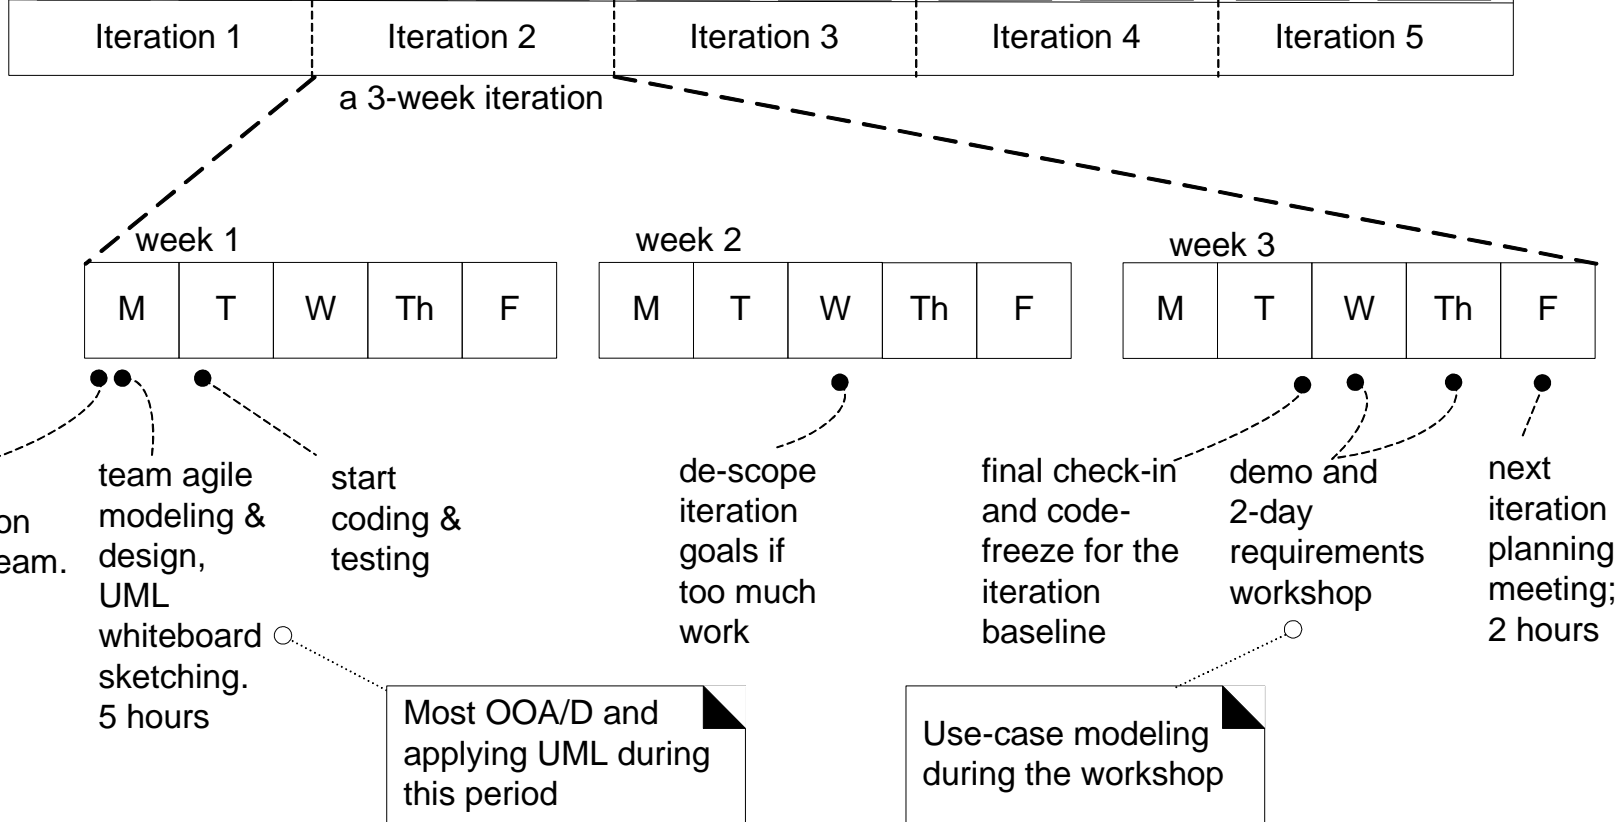 Iteration 1
Iteration 2
Iteration 3
Iteration 4
Iteration 5
a 3-week iteration
week 1
week 2
week 3
M
T
W
Th
F
M
T
W
Th
F
M
T
W
Th
F
team agile
modeling &
design,
UML
whiteboard
sketching.
5 hours
start
coding &
testing
de-scope
iteration
goals if
too much
work
final check-in
and code-
freeze for the
iteration
baseline
demo and
2-day
requirements
workshop
next
iteration
planning
meeting;
2 hours
Most OOA/D and
applying UML during
this period
Use-case modeling
during the workshop